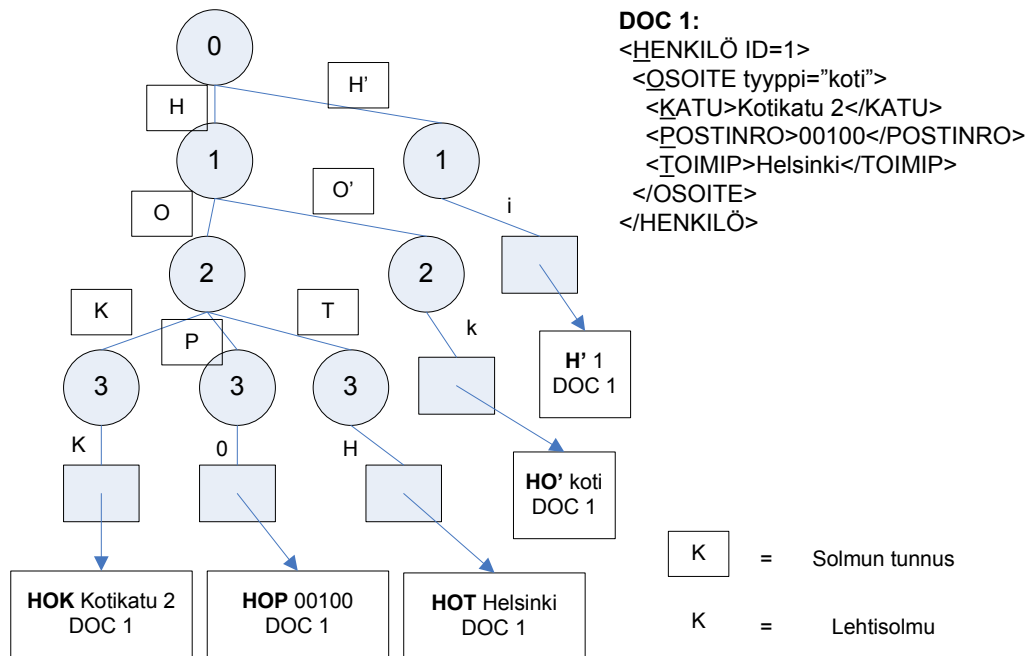 0
H
H’
1
1
O
O’
i
2
2
K
P
T
k
3
3
3
H’ 1
DOC 1
K
0
H
HO’ koti
DOC 1
HOK Kotikatu 2
DOC 1
HOP 00100
DOC 1
HOT Helsinki
DOC 1
DOC 1:
<HENKILÖ ID=1>
<OSOITE tyyppi=”koti”>
<KATU>Kotikatu 2</KATU>
<POSTINRO>00100</POSTINRO>
<TOIMIP>Helsinki</TOIMIP>
</OSOITE>
</HENKILÖ>
K = Solmun tunnus
K = Lehtisolmu